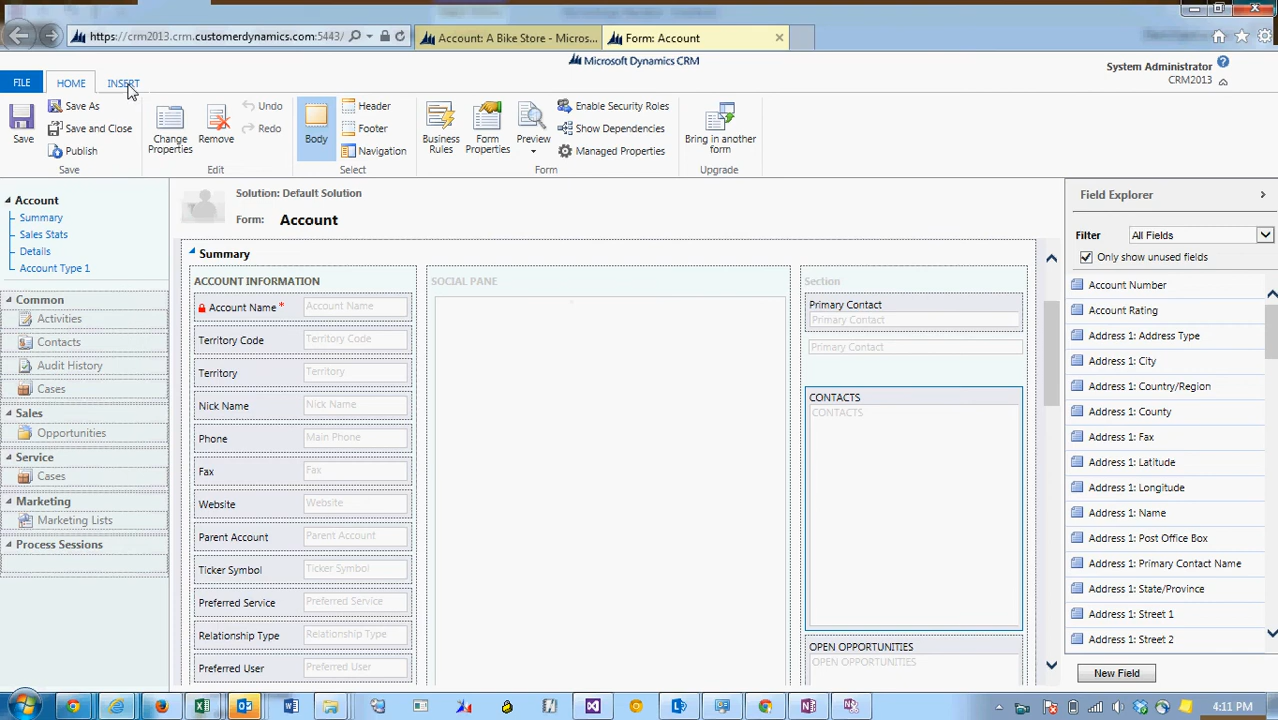 https://crm2013.crm.customerdynamics.com:5443/
Account: A Bike Store - Micros...
Form: Account
Microsoft Dynamics CRM
System Administrator
CRM2013
FILE
HOME
INSERT
Save
Save As
Save and Close
Publish
Save
Change Properties
Remove
Undo
Redo
Edit
Body
Header
Footer
Navigation
Select
Business Rules
Form Properties
Preview
Enable Security Roles
Show Dependencies
Managed Properties
Form
Bring in another form
Upgrade
Account
Summary
Sales Stats
Details
Account Type 1
Common
Activities
Contacts
Audit History
Cases
Sales
Opportunities
Service
Cases
Marketing
Marketing Lists
Process Sessions
Solution: Default Solution
Form: Account
Summary
ACCOUNT INFORMATION
Account Name * Account Name
Territory Code Territory Code
Territory Territory
Nick Name Nick Name
Phone Main Phone
Fax Fax
Website Website
Parent Account Parent Account
Ticker Symbol Ticker Symbol
Preferred Service Preferred Service
Relationship Type Relationship Type
Preferred User Preferred User
SOCIAL PANE
Section
Primary Contact
Primary Contact
Primary Contact
CONTACTS
CONTACTS
OPEN OPPORTUNITIES
OPEN OPPORTUNITIES
Field Explorer
Filter All Fields
Only show unused fields
Account Number
Account Rating
Address 1: Address Type
Address 1: City
Address 1: Country/Region
Address 1: County
Address 1: Fax
Address 1: Latitude
Address 1: Longitude
Address 1: Name
Address 1: Post Office Box
Address 1: Primary Contact Name
Address 1: State/Province
Address 1: Street 1
Address 1: Street 2
New Field
4:11 PM